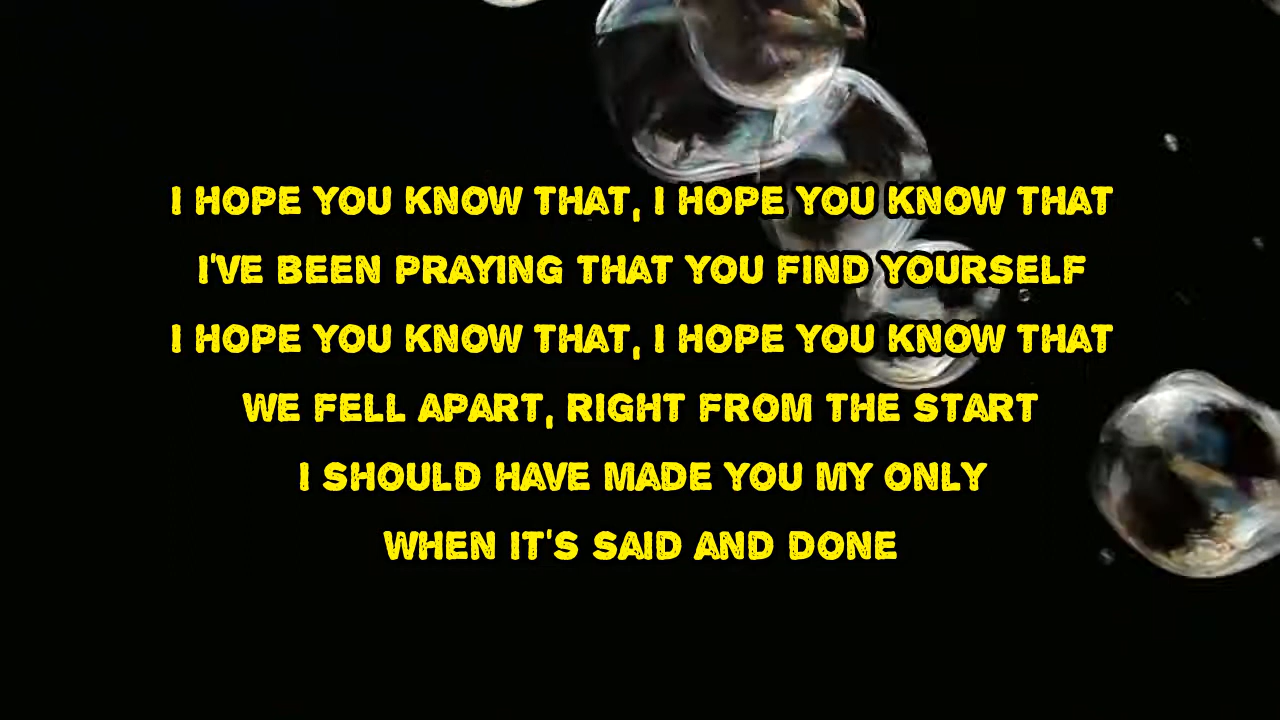 I HOPE YOU KNOW THAT, I HOPE YOU KNOW THAT
I'VE BEEN PRAYING THAT YOU FIND YOURSELF
I HOPE YOU KNOW THAT, I HOPE YOU KNOW THAT
WE FELL APART, RIGHT FROM THE START
I SHOULD HAVE MADE YOU MY ONLY
WHEN IT'S SAID AND DONE